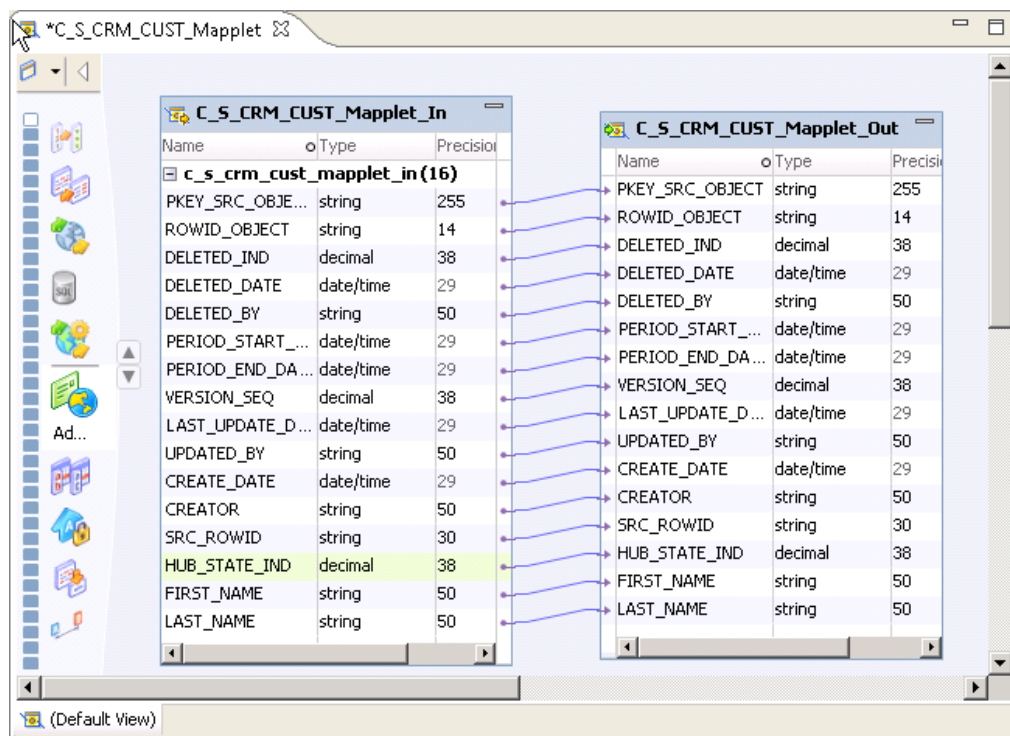 *C_S_CRM_CUST_Mapplet
C_S_CRM_CUST_Mapplet_In
Name Type Precision
c_s_crm_cust_mapplet_in (16)
PKEY_SRC_OBJE... string 255
ROWID_OBJECT string 14
DELETED_IND decimal 38
DELETED_DATE date/time 29
DELETED_BY string 50
PERIOD_START_... date/time 29
PERIOD_END_DA... date/time 29
VERSION_SEQ decimal 38
LAST_UPDATE_D... date/time 29
UPDATED_BY string 50
CREATE_DATE date/time 29
CREATOR string 50
SRC_ROWID string 30
HUB_STATE_IND decimal 38
FIRST_NAME string 50
LAST_NAME string 50
C_S_CRM_CUST_Mapplet_Out
Name Type Precisi
PKEY_SRC_OBJECT string 255
ROWID_OBJECT string 14
DELETED_IND decimal 38
DELETED_DATE date/time 29
DELETED_BY string 50
PERIOD_START_... date/time 29
PERIOD_END_DA... date/time 29
VERSION_SEQ decimal 38
LAST_UPDATE_D... date/time 29
UPDATED_BY string 50
CREATE_DATE date/time 29
CREATOR string 50
SRC_ROWID string 30
HUB_STATE_IND decimal 38
FIRST_NAME string 50
LAST_NAME string 50
SQL
Ad...
(Default View)